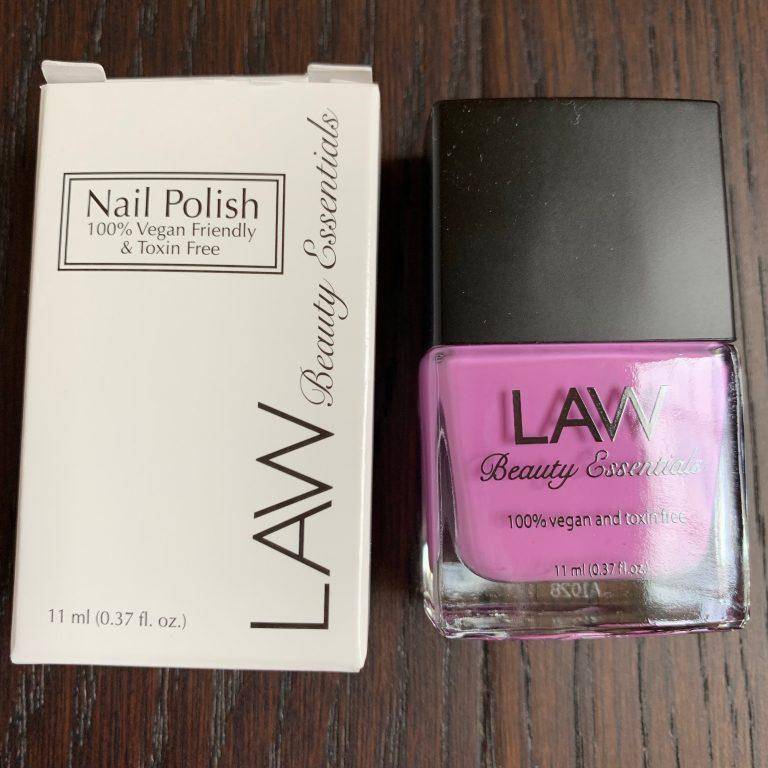 Nail Polish
100% Vegan Friendly
& Toxin Free
LAW
Beauty Essentials
11 ml (0.37 fl. oz.)
LAW
Beauty Essentials
100% vegan and toxin free
11 ml (0.37 fl.oz.)
A1028